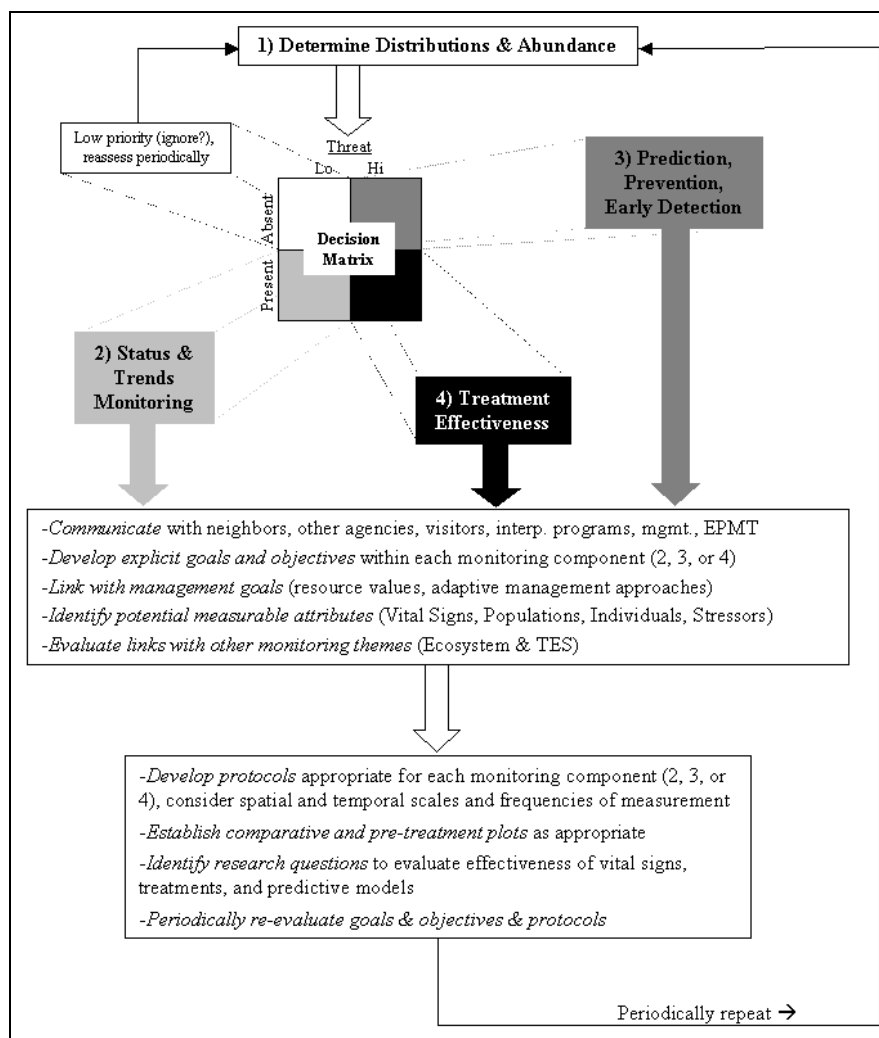 1) Determine Distributions & Abundance
Low priority (ignore?),
reassess periodically
Threat
Lo Hi
Absent
Present
Decision
Matrix
3) Prediction,
Prevention,
Early Detection
2) Status &
Trends
Monitoring
4) Treatment
Effectiveness
-Communicate with neighbors, other agencies, visitors, interp. programs, mgmt., EPMT
-Develop explicit goals and objectives within each monitoring component (2, 3, or 4)
-Link with management goals (resource values, adaptive management approaches)
-Identify potential measurable attributes (Vital Signs, Populations, Individuals, Stressors)
-Evaluate links with other monitoring themes (Ecosystem & TES)
-Develop protocols appropriate for each monitoring component (2, 3, or
4), consider spatial and temporal scales and frequencies of measurement
-Establish comparative and pre-treatment plots as appropriate
-Identify research questions to evaluate effectiveness of vital signs,
treatments, and predictive models
-Periodically re-evaluate goals & objectives & protocols
Periodically repeat →